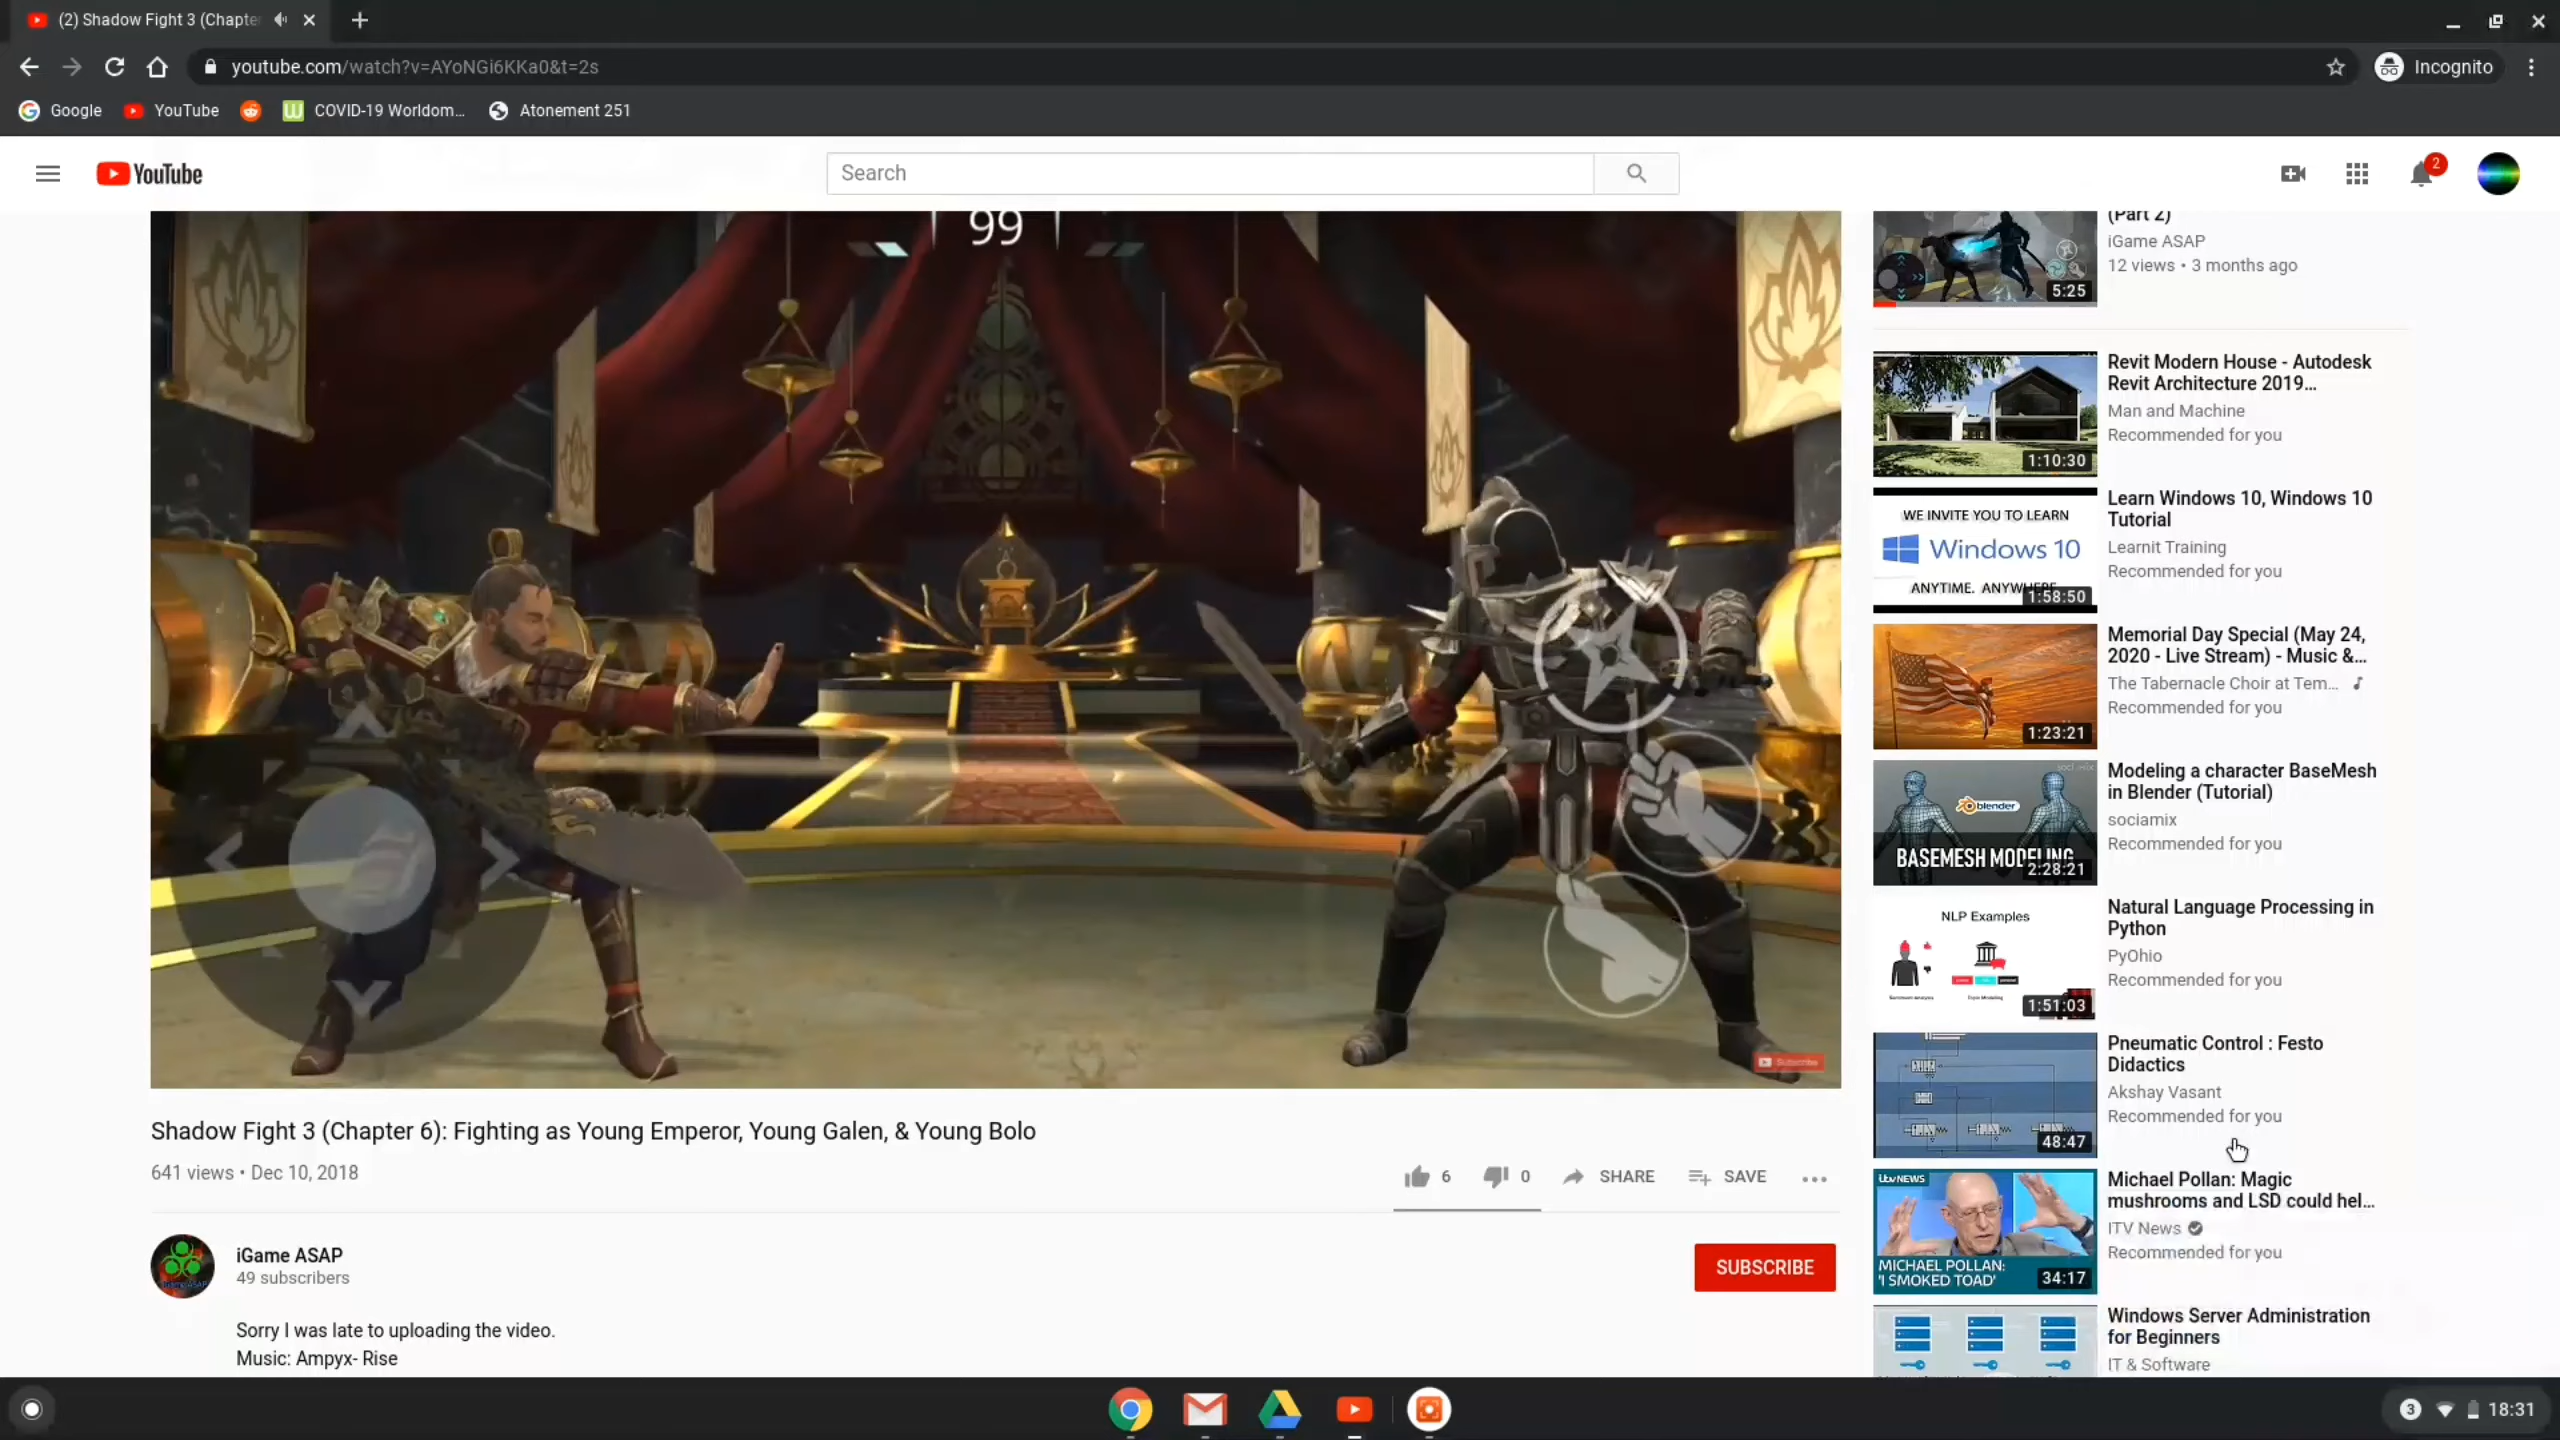 (2) Shadow Fight 3 (Chapte
youtube.com/watch?v=AYoNGi6KKa0&t=2s
Incognito
Google
YouTube
COVID-19 Worldom...
Atonement 251
YouTube
Search
2
99
Subscribe
Shadow Fight 3 (Chapter 6): Fighting as Young Emperor, Young Galen, & Young Bolo
641 views • Dec 10, 2018
6
0
SHARE
SAVE
iGame ASAP
49 subscribers
SUBSCRIBE
Sorry I was late to uploading the video.
Music: Ampyx- Rise
(Part 2)
iGame ASAP
12 views • 3 months ago
5:25
Revit Modern House - Autodesk
Revit Architecture 2019...
Man and Machine
Recommended for you
1:10:30
WE INVITE YOU TO LEARN
Windows 10
ANYTIME. ANYWHERE
1:58:50
Learn Windows 10, Windows 10
Tutorial
Learnit Training
Recommended for you
Memorial Day Special (May 24,
2020 - Live Stream) - Music &...
The Tabernacle Choir at Tem...
Recommended for you
1:23:21
blender
BASEMESH MODELING
2:28:21
Modeling a character BaseMesh
in Blender (Tutorial)
sociamix
Recommended for you
NLP Examples
1:51:03
Natural Language Processing in
Python
PyOhio
Recommended for you
Pneumatic Control : Festo
Didactics
Akshay Vasant
Recommended for you
48:47
itv NEWS
MICHAEL POLLAN:
'I SMOKED TOAD'
34:17
Michael Pollan: Magic
mushrooms and LSD could hel...
ITV News
Recommended for you
Windows Server Administration
for Beginners
IT & Software
3
18:31